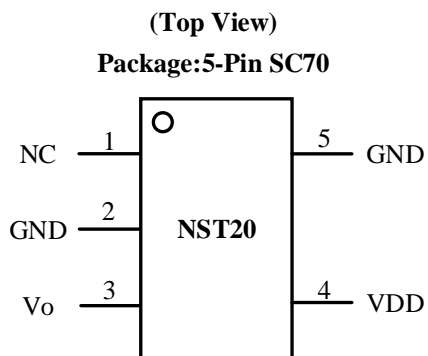 (Top View)
Package:5-Pin SC70
NC 1 5 GND
GND 2 NST20
Vo 3 4 VDD